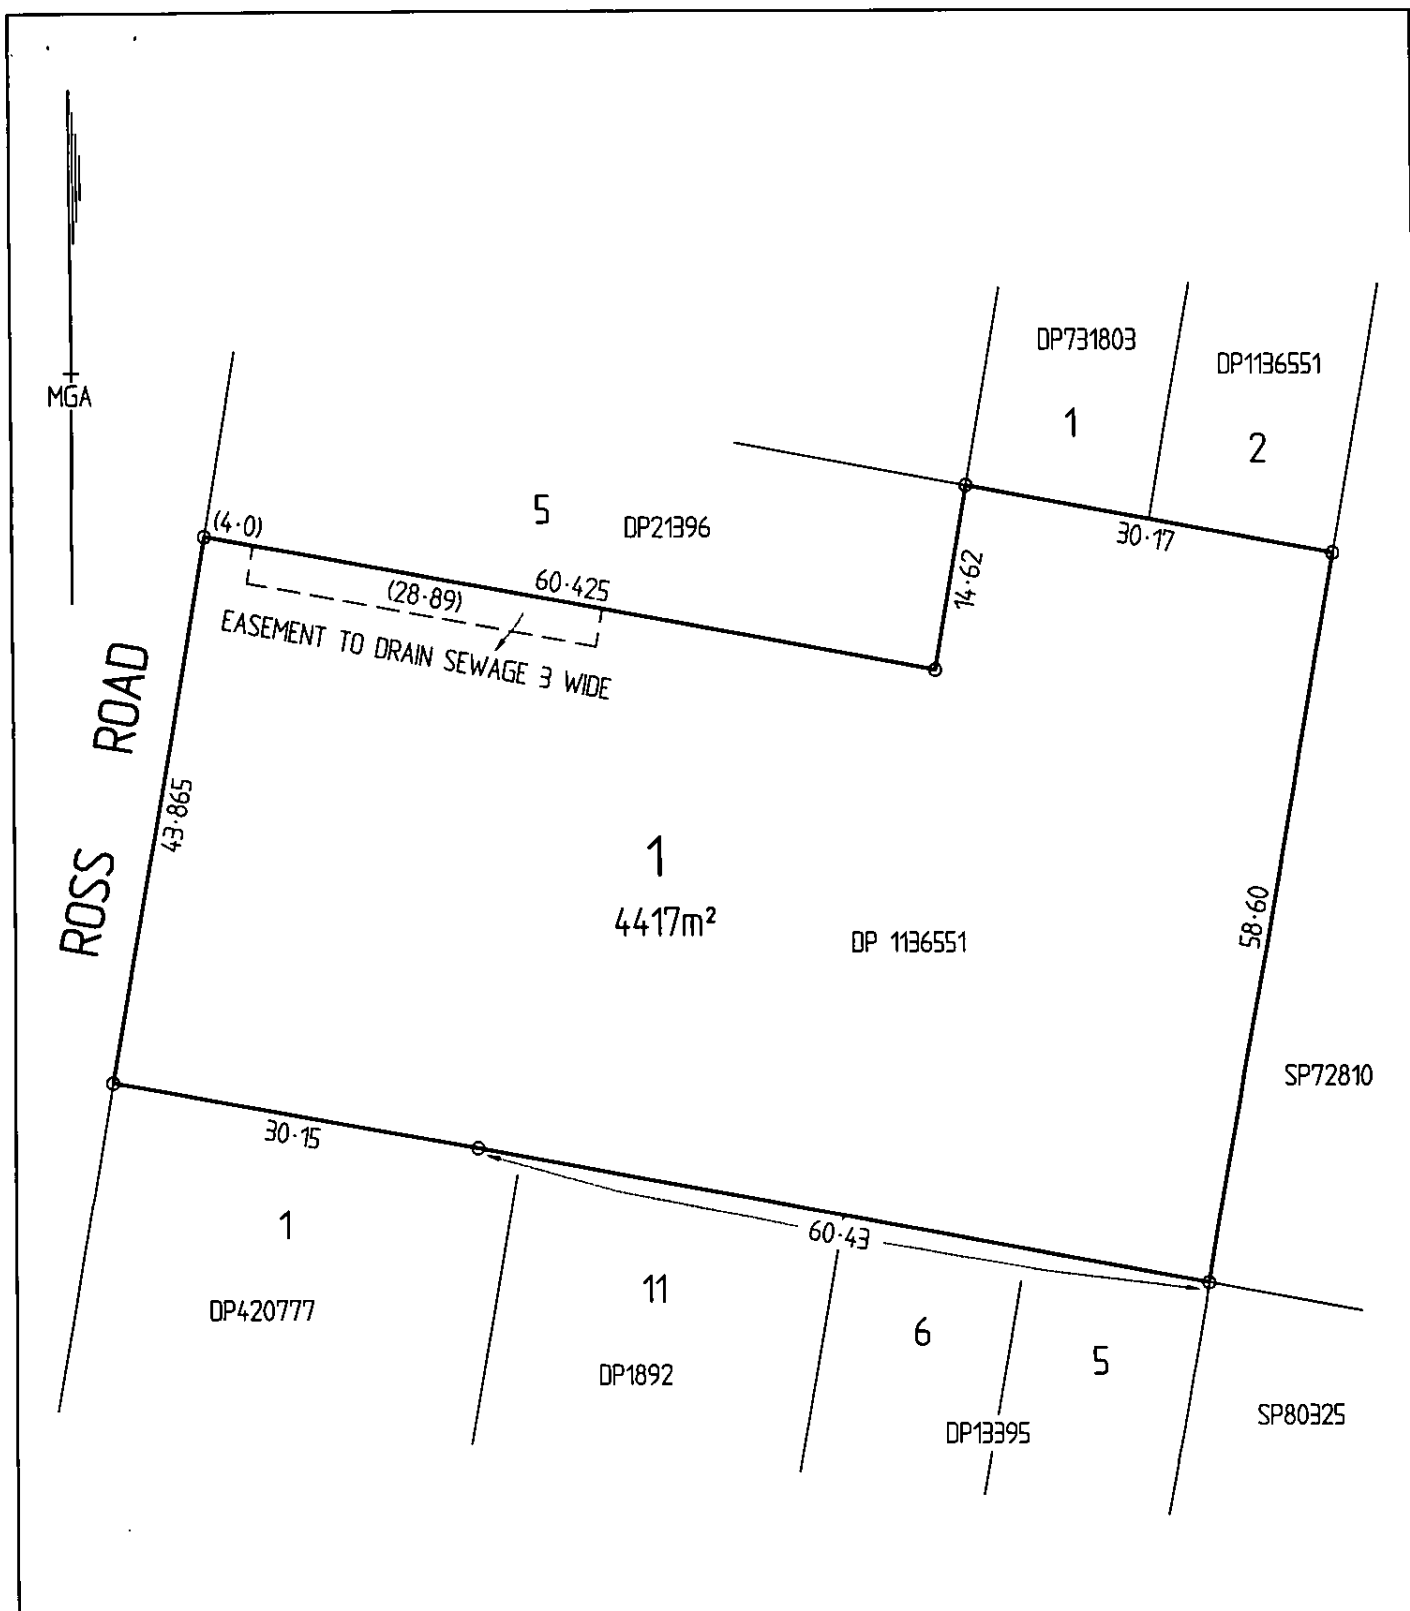 MGA
DP731803
1
DP1136551
2
5
DP21396
(4·0)
(28·89)
60·425
EASEMENT TO DRAIN SEWAGE 3 WIDE
14·62
30·17
ROSS ROAD
43·865
1
4417m²
DP 1136551
58·60
SP72810
30·15
60·43
1
DP420777
11
DP1892
6
5
DP13395
SP80325